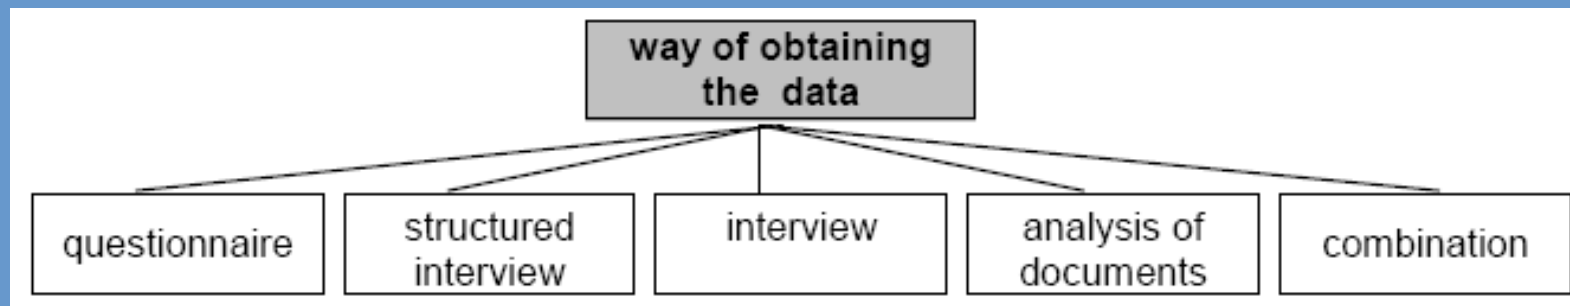 way of obtaining
the data
questionnaire
structured
interview
interview
analysis of
documents
combination